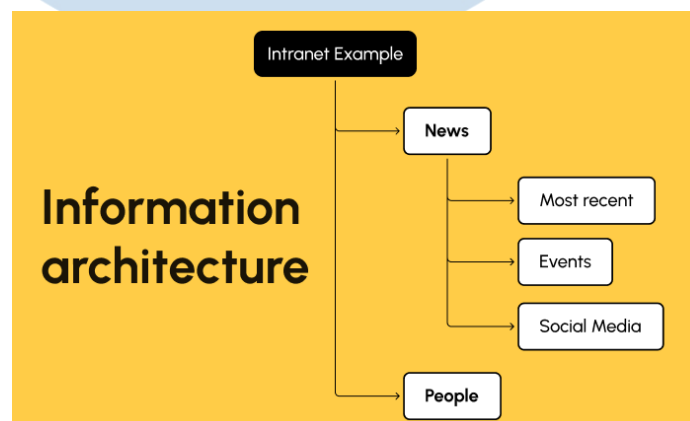 Intranet Example
News
Information
architecture
Most recent
Events
Social Media
People